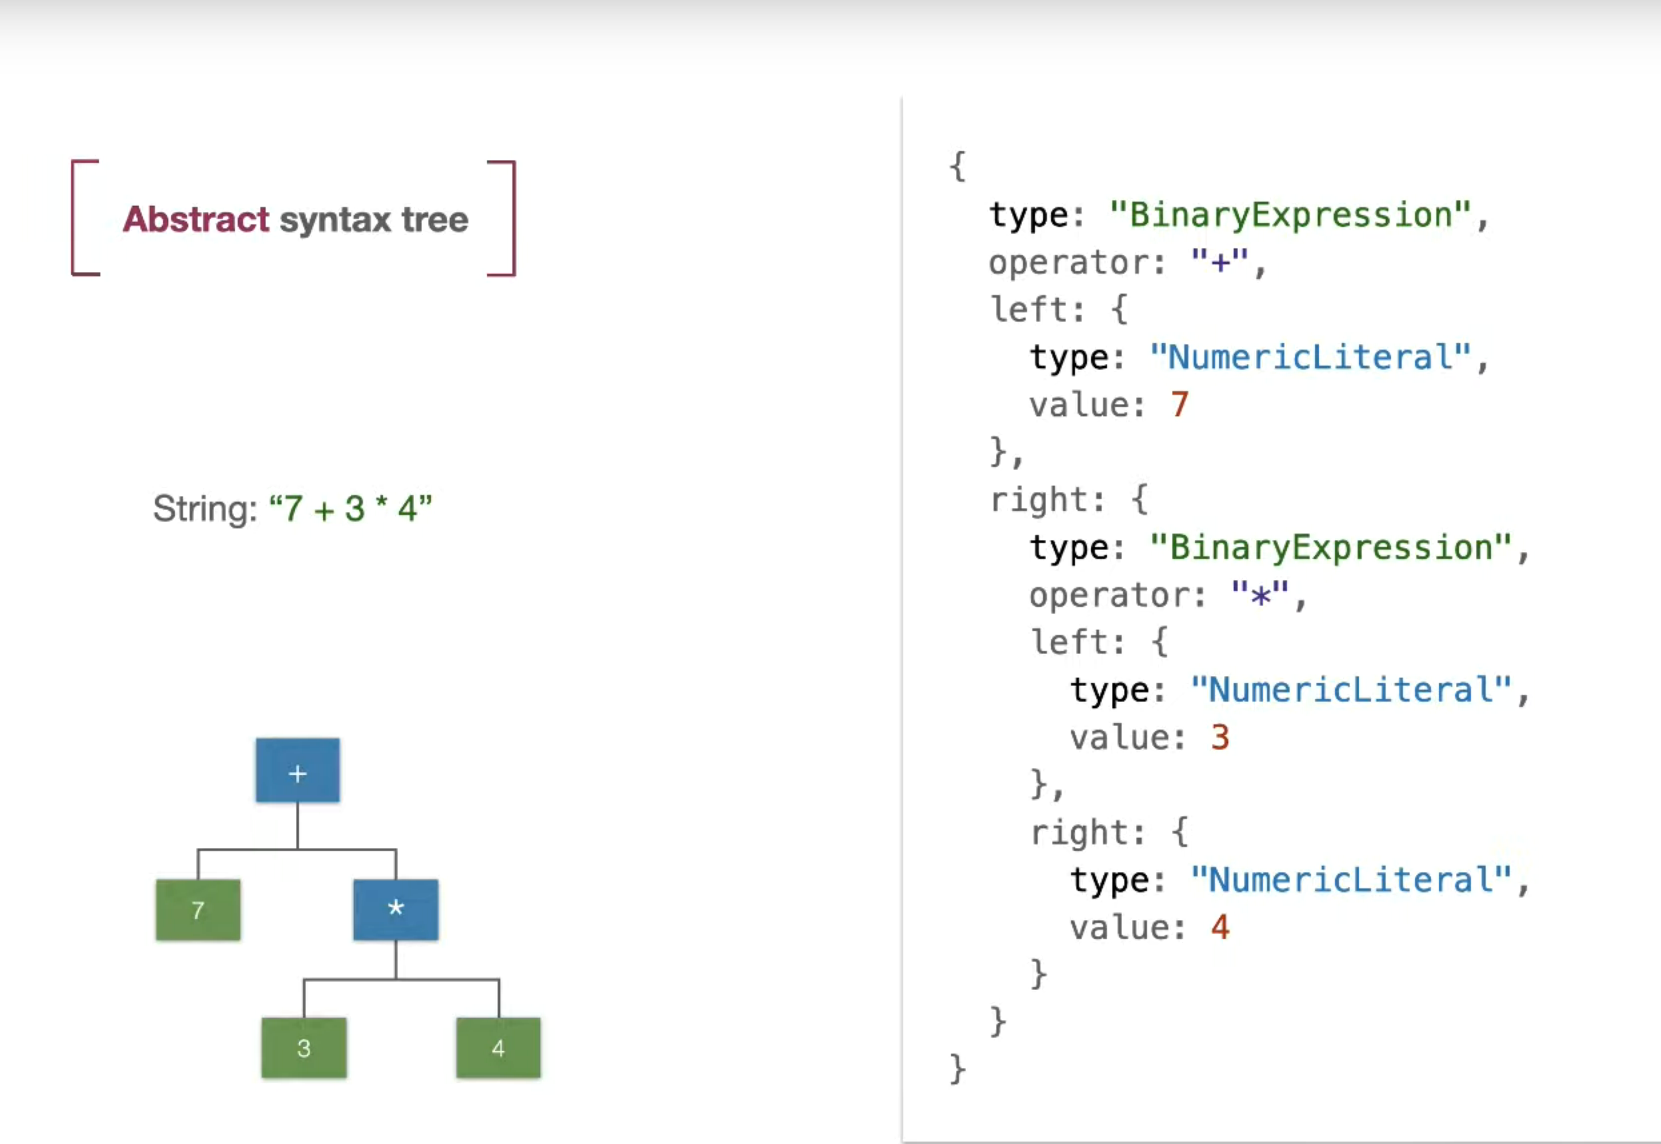 Abstract syntax tree
String: “7 + 3 * 4”
+
7
*
3
4
{
  type: "BinaryExpression",
  operator: "+",
  left: {
    type: "NumericLiteral",
    value: 7
  },
  right: {
    type: "BinaryExpression",
    operator: "*",
    left: {
      type: "NumericLiteral",
      value: 3
    },
    right: {
      type: "NumericLiteral",
      value: 4
    }
  }
}